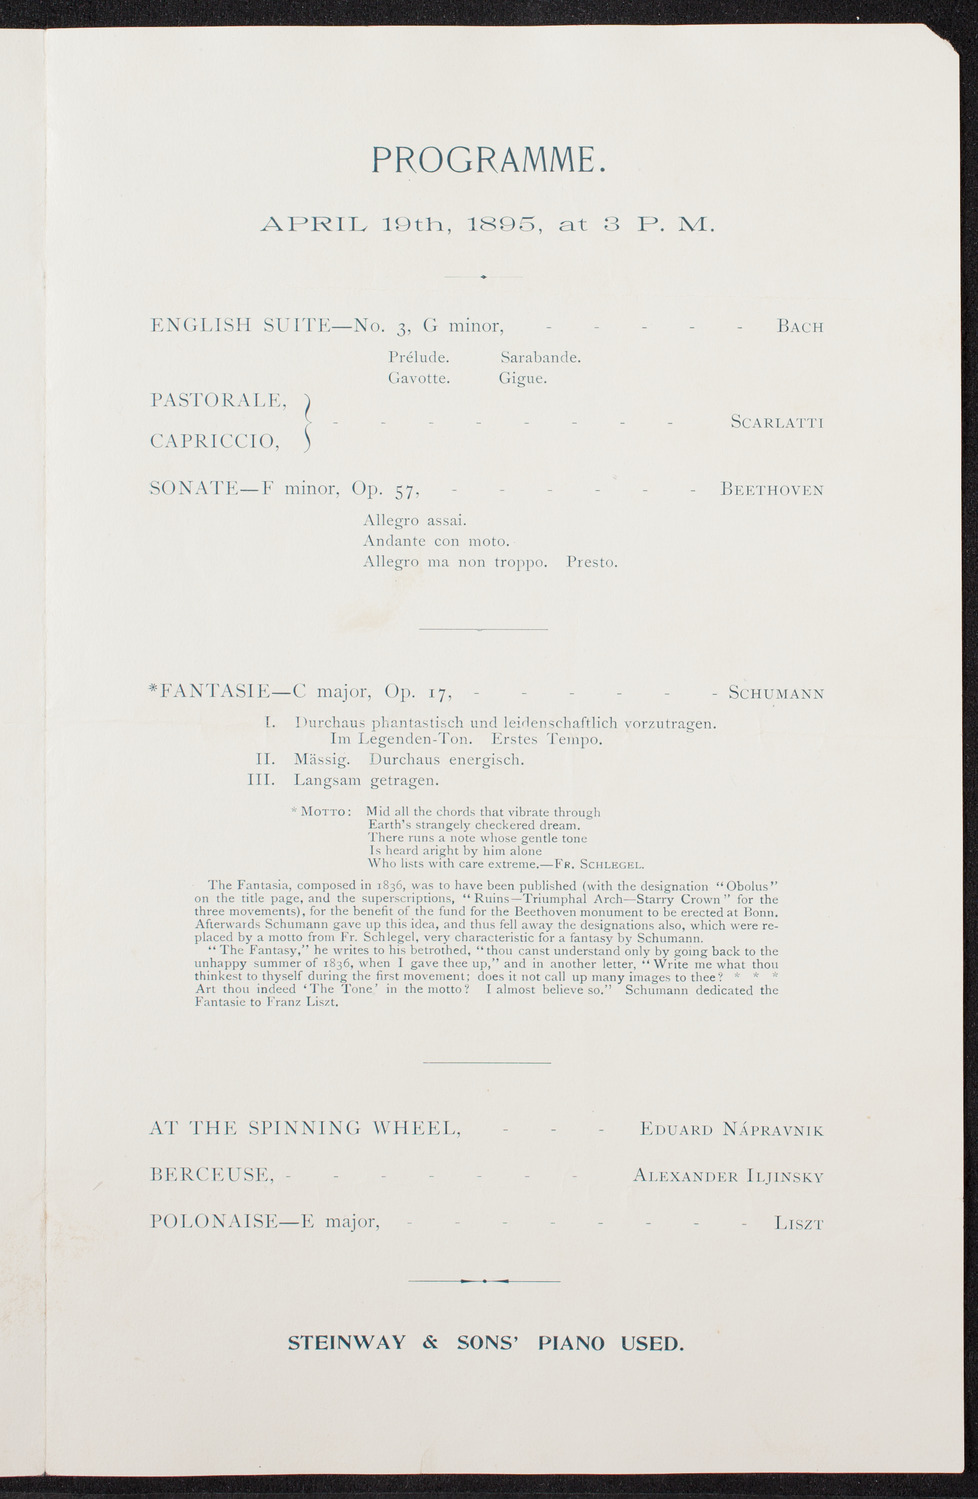 PROGRAMME.
APRIL 19th, 1895, at 3 P. M.
ENGLISH SUITE—No. 3, G minor, - - - - - BACH
Prélude. Sarabande.
Gavotte. Gigue.
PASTORALE,
CAPRICCIO, } - - - - - - - - SCARLATTI
SONATE—F minor, Op. 57, - - - - - - BEETHOVEN
Allegro assai.
Andante con moto.
Allegro ma non troppo. Presto.
*FANTASIE—C major, Op. 17, - - - - - - SCHUMANN
I. Durchaus phantastisch und leidenschaftlich vorzutragen.
Im Legenden-Ton. Erstes Tempo.
II. Mässig. Durchaus energisch.
III. Langsam getragen.
*MOTTO: Mid all the chords that vibrate through
Earth's strangely checkered dream,
There runs a note whose gentle tone
Is heard aright by him alone
Who lists with care extreme.—FR. SCHLEGEL.
The Fantasia, composed in 1836, was to have been published (with the designation "Obolus"
on the title page, and the superscriptions, "Ruins—Triumphal Arch—Starry Crown" for the
three movements), for the benefit of the fund for the Beethoven monument to be erected at Bonn.
Afterwards Schumann gave up this idea, and thus fell away the designations also, which were re-
placed by a motto from Fr. Schlegel, very characteristic for a fantasy by Schumann.
"The Fantasy," he writes to his betrothed, "thou canst understand only by going back to the
unhappy summer of 1836, when I gave thee up," and in another letter, "Write me what thou
thinkest to thyself during the first movement; does it not call up many images to thee? * * *
Art thou indeed 'The Tone' in the motto? I almost believe so." Schumann dedicated the
Fantasie to Franz Liszt.
AT THE SPINNING WHEEL, - - - EDUARD NÁPRAVNIK
BERCEUSE, - - - - - - - ALEXANDER ILJINSKY
POLONAISE—E major, - - - - - - - - LISZT
STEINWAY & SONS' PIANO USED.